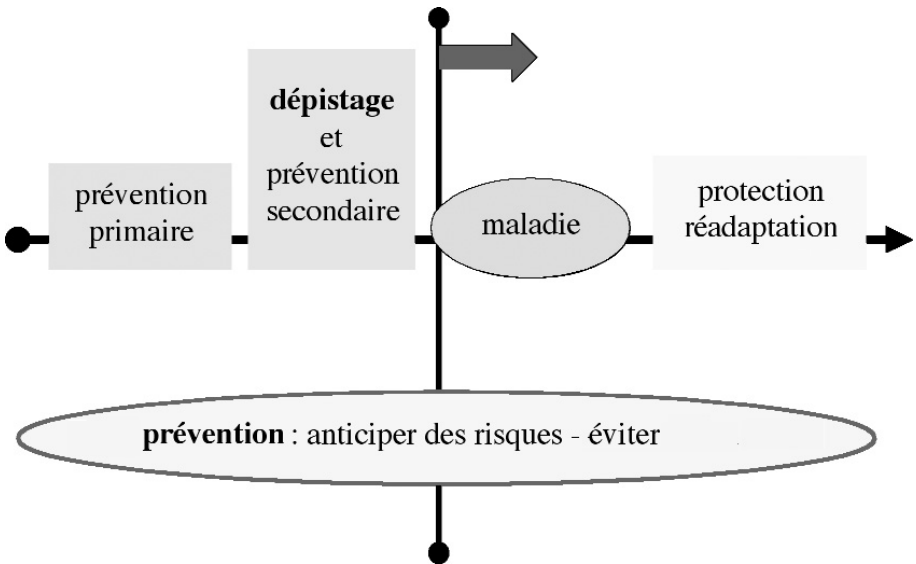 dépistage
et
prévention
secondaire
prévention
primaire
maladie
protection
réadaptation
prévention : anticiper des risques - éviter